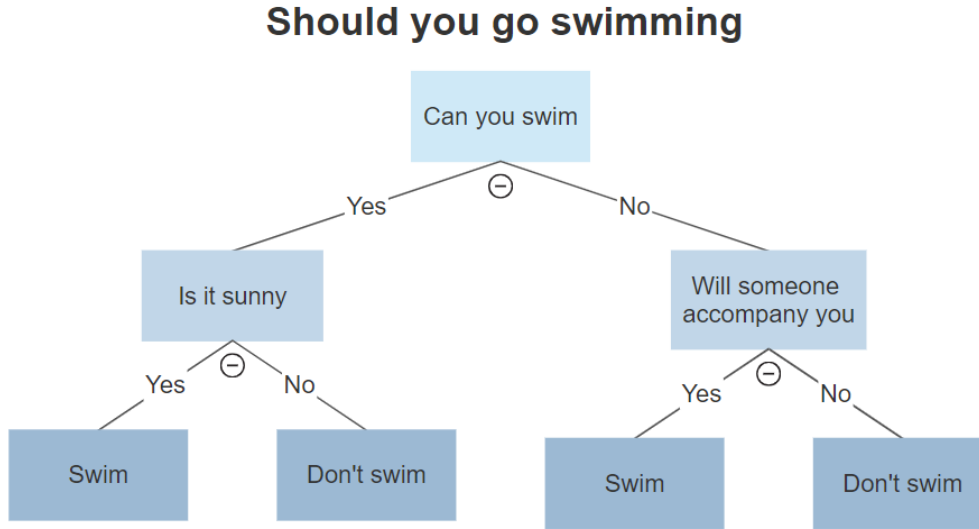 Should you go swimming
Can you swim
Yes
No
Is it sunny
Will someone
accompany you
Yes
No
Yes
No
Swim
Don't swim
Swim
Don't swim